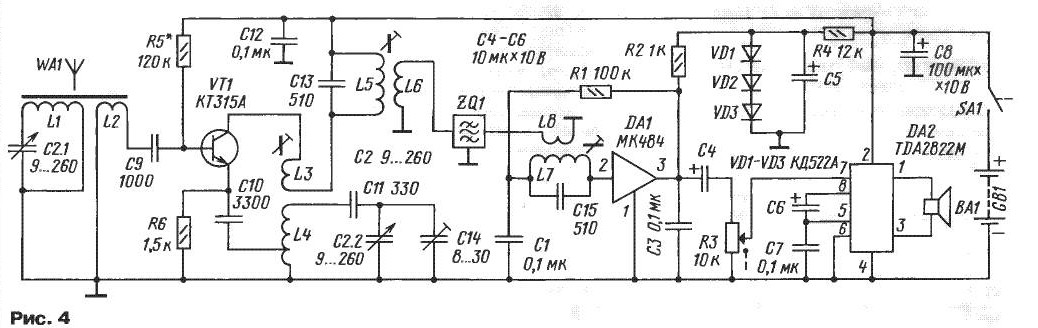 WA1
L1
C2.1
9...260
L2
C9
1000
R5*
120 к
C12
0,1 мк
VT1
КТ315А
R6
1,5 к
C10
3300
C13
510
L3
L4
L5
L6
C2 9...260
C11 330
C2.2
9...260
C14
8...30
ZQ1
C4-C6
10 мк × 10 В
R1 100 к
R2 1 к
L8
L7
C15
510
C1
0,1 мк
DA1
МК484
2
3
1
C3 0,1 мк
C4
R3
10 к
VD1
VD2
VD3
C5
R4 12 к
VD1-VD3 КД522А
C6
C7
0,1 мк
C8
100 мк ×
× 10 В
SA1
DA2
TDA2822M
2
7
8
5
6
1
3
4
BA1
GB1
Рис. 4